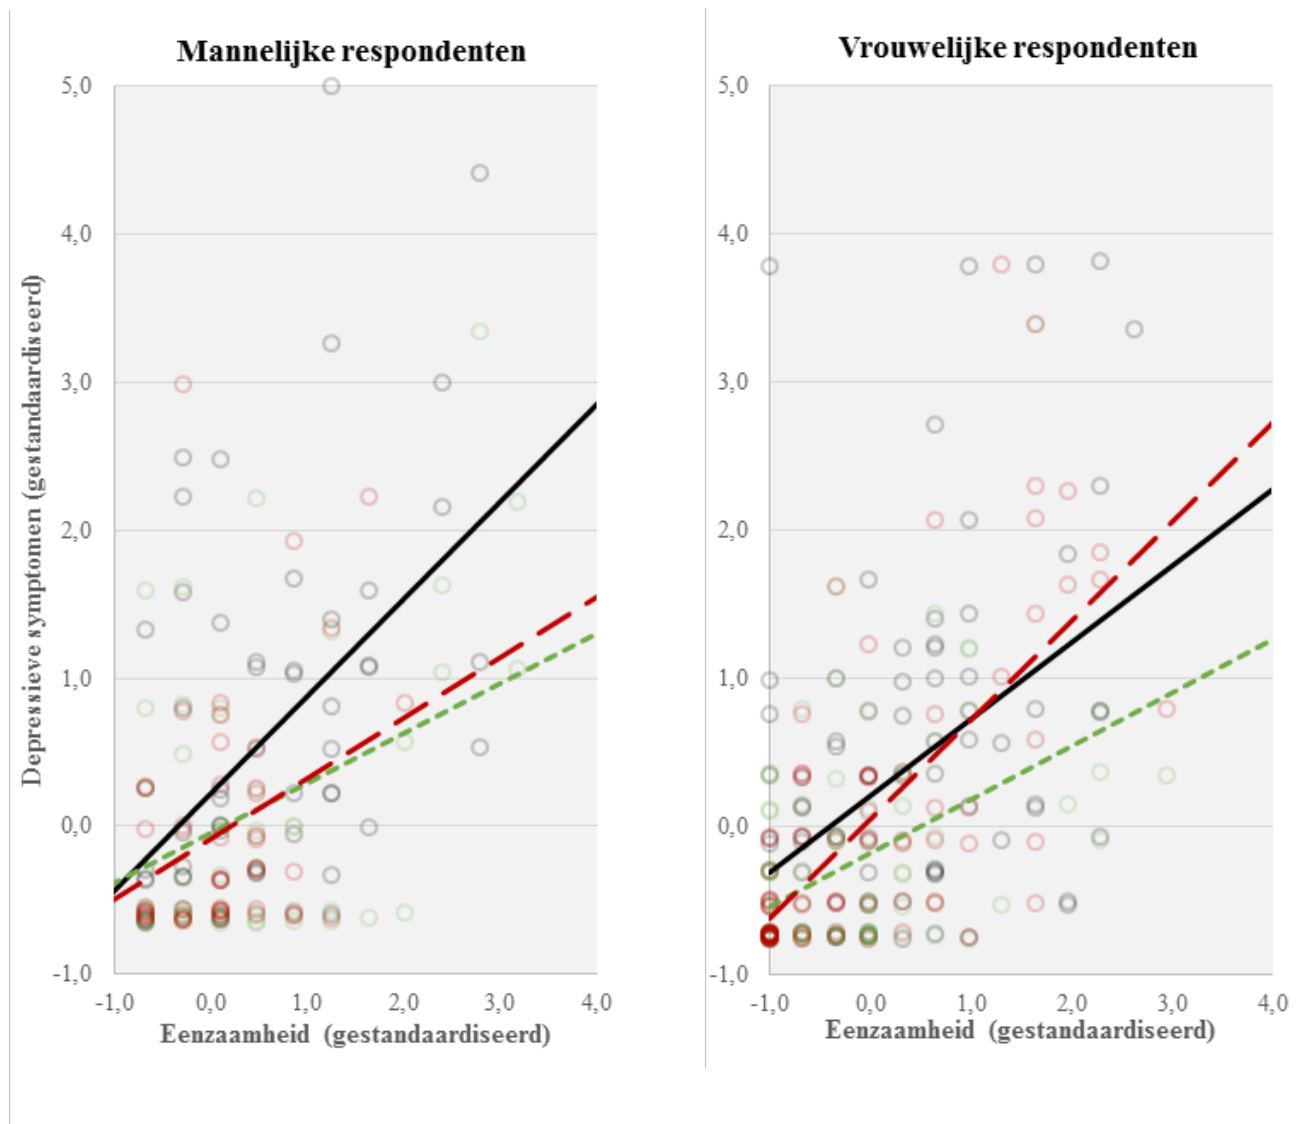 Mannelijke respondenten
5,0
4,0
3,0
2,0
1,0
0,0
-1,0
-1,0 0,0 1,0 2,0 3,0 4,0
Depressieve symptomen (gestandaardiseerd)
Eenzaamheid (gestandaardiseerd)
Vrouwelijke respondenten
5,0
4,0
3,0
2,0
1,0
0,0
-1,0
-1,0 0,0 1,0 2,0 3,0 4,0
Eenzaamheid (gestandaardiseerd)